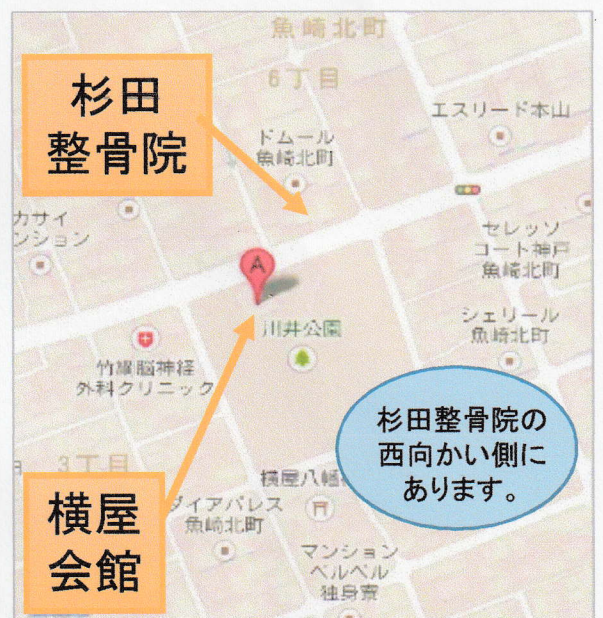 魚崎北町
6丁目
杉田
整骨院
エスリード本山
ドムール
魚崎北町
カサイ
ンション
セレッソ
コート神戸
魚崎北町
A
川井公園
シェリール
魚崎北町
外科クリニック
杉田整骨院の
西向かい側に
あります。
3丁目
横屋八幡
ダイアパレス
魚崎北町
横屋
会館
マンション
ベルベル
独身寮